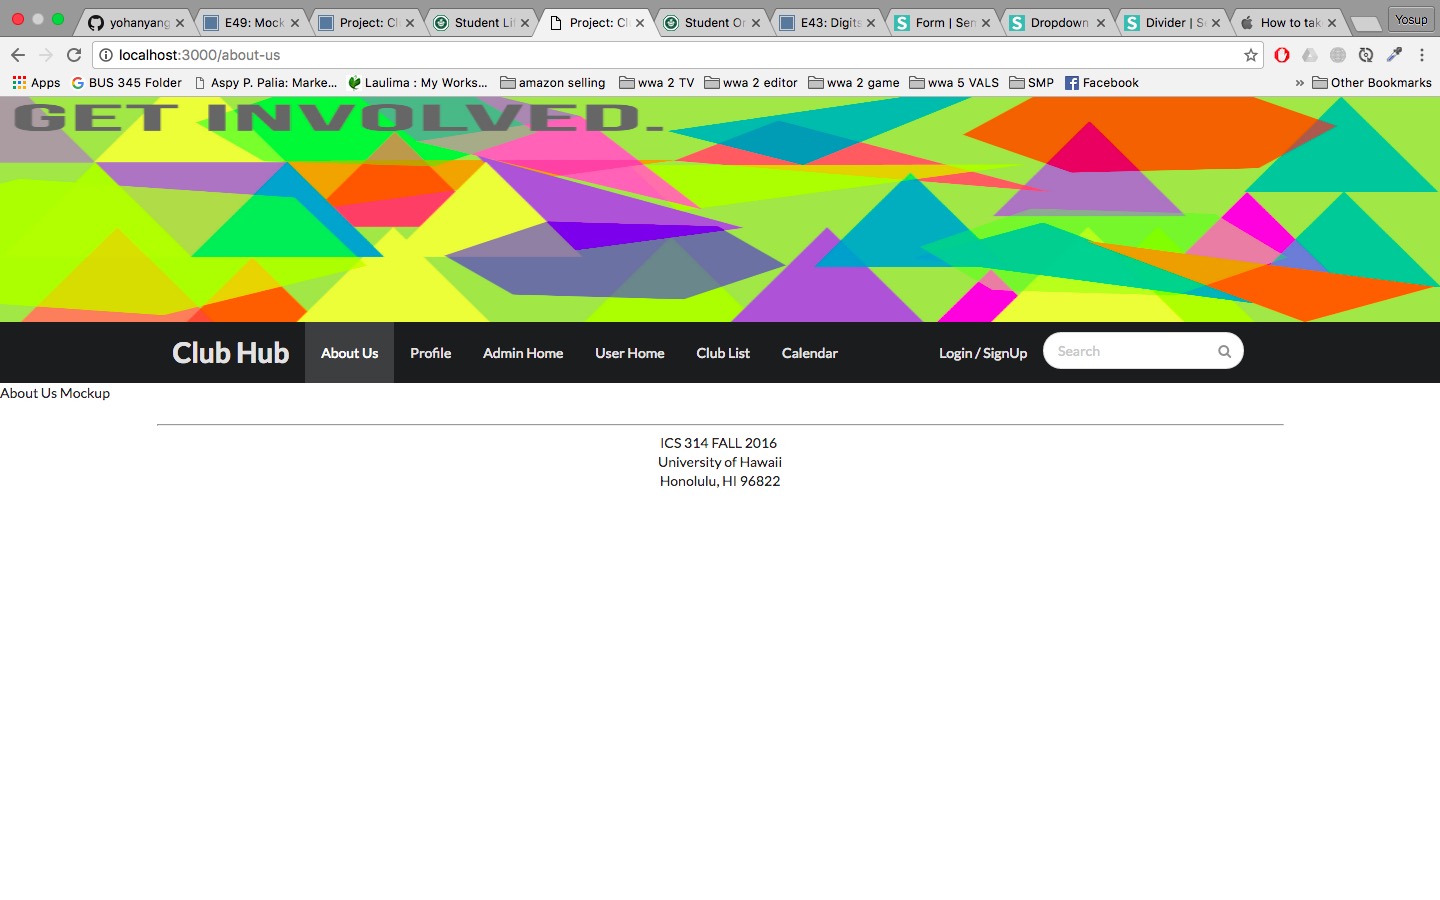 yohanyang
E49: Mock
Project: Cl
Student Li
Project: Cl
Student Or
E43: Digits
Form | Sem
Dropdown
Divider | S
How to tak
Yosup
localhost:3000/about-us
Apps
BUS 345 Folder
Aspy P. Palia: Marke...
Laulima : My Works...
amazon selling
wwa 2 TV
wwa 2 editor
wwa 2 game
wwa 5 VALS
SMP
Facebook
»
Other Bookmarks
GET INVOLVED.
Club Hub
About Us
Profile
Admin Home
User Home
Club List
Calendar
Login / SignUp
Search
About Us Mockup
ICS 314 FALL 2016
University of Hawaii
Honolulu, HI 96822